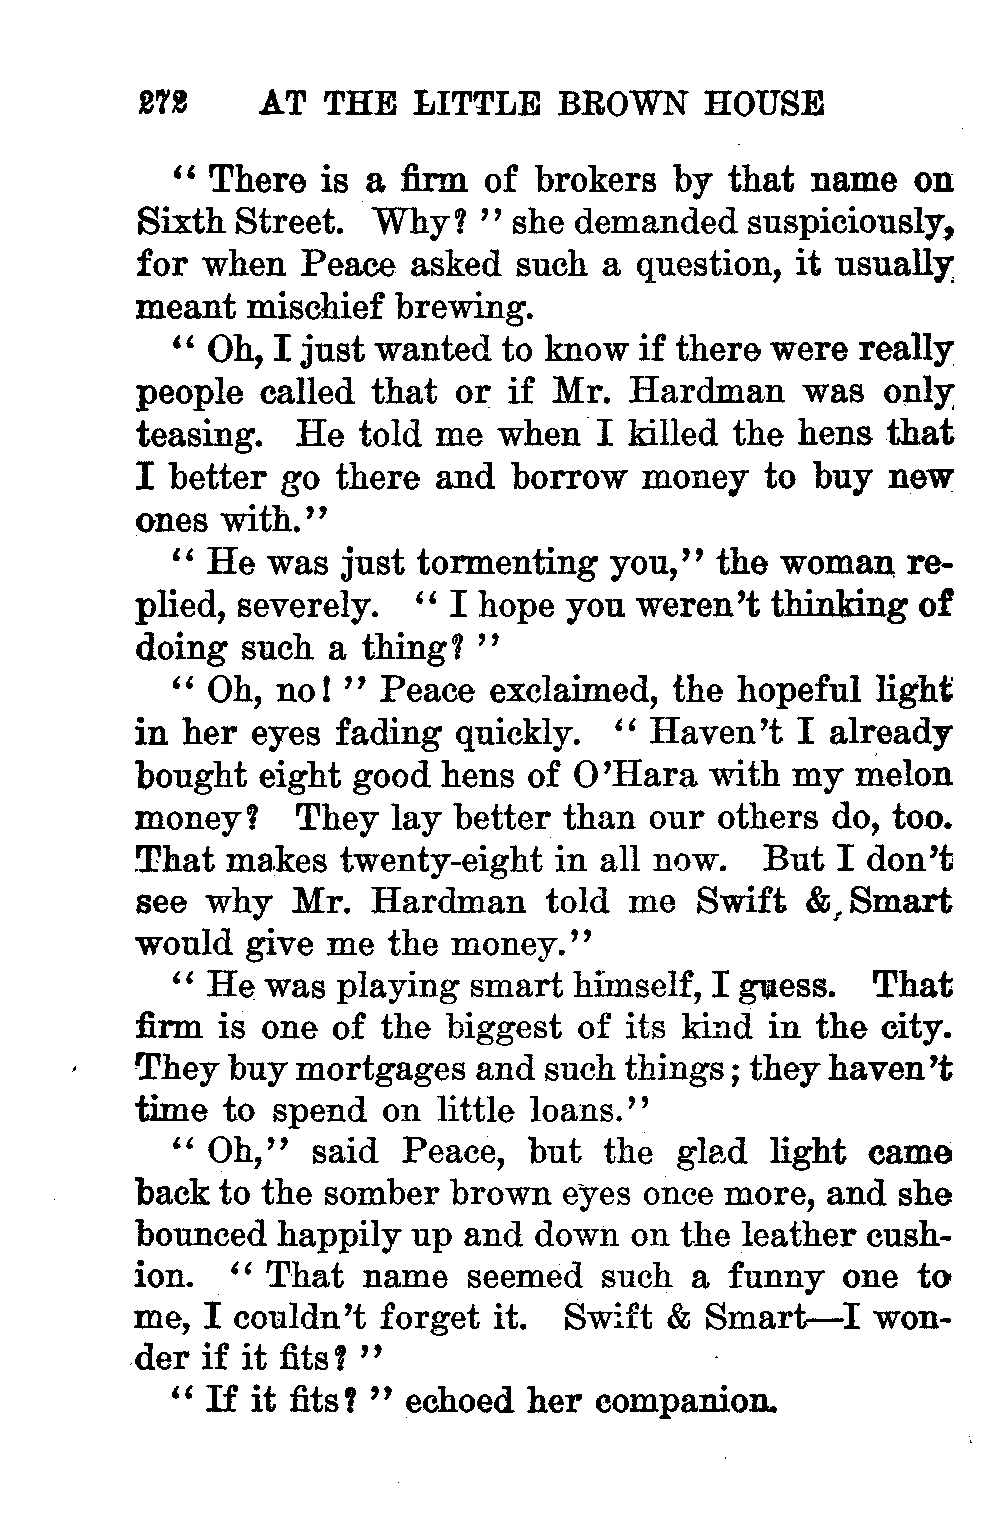 272 AT THE LITTLE BROWN HOUSE
“ There is a firm of brokers by that name on
Sixth Street. Why? ” she demanded suspiciously,
for when Peace asked such a question, it usually
meant mischief brewing.
“ Oh, I just wanted to know if there were really
people called that or if Mr. Hardman was only
teasing. He told me when I killed the hens that
I better go there and borrow money to buy new
ones with.”
“ He was just tormenting you,” the woman re-
plied, severely. “ I hope you weren’t thinking of
doing such a thing? ”
“ Oh, no! ” Peace exclaimed, the hopeful light
in her eyes fading quickly. “ Haven’t I already
bought eight good hens of O’Hara with my melon
money? They lay better than our others do, too.
That makes twenty-eight in all now. But I don’t
see why Mr. Hardman told me Swift & Smart
would give me the money.”
“ He was playing smart himself, I guess. That
firm is one of the biggest of its kind in the city.
They buy mortgages and such things; they haven’t
time to spend on little loans.”
“ Oh,” said Peace, but the glad light came
back to the somber brown eyes once more, and she
bounced happily up and down on the leather cush-
ion. “ That name seemed such a funny one to
me, I couldn’t forget it. Swift & Smart—I won-
der if it fits? ”
“ If it fits? ” echoed her companion.